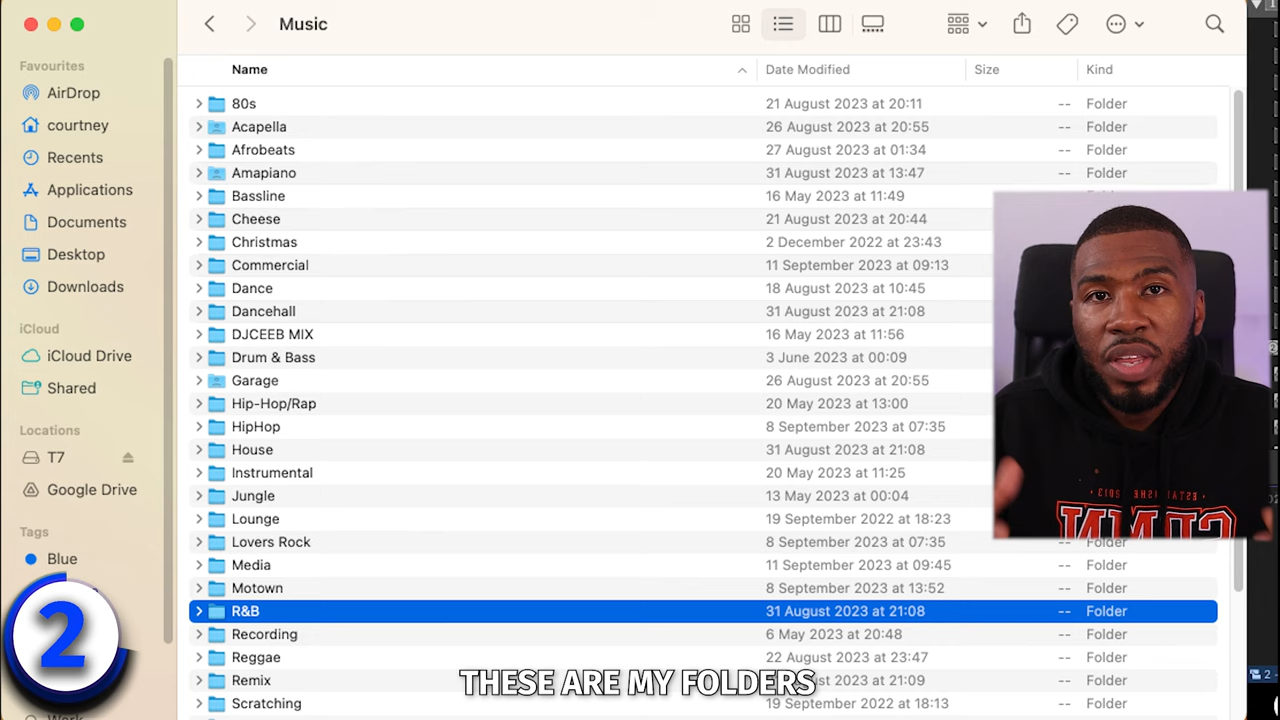 Music
Favourites
AirDrop
courtney
Recents
Applications
Documents
Desktop
Downloads
iCloud
iCloud Drive
Shared
Locations
T7
Google Drive
Tags
Blue
2
Name Date Modified Size Kind
80s 21 August 2023 at 20:11 -- Folder
Acapella 26 August 2023 at 20:55 -- Folder
Afrobeats 27 August 2023 at 01:34 -- Folder
Amapiano 31 August 2023 at 13:47 -- Folder
Bassline 16 May 2023 at 11:49
Cheese 21 August 2023 at 20:44
Christmas 2 December 2022 at 23:43
Commercial 11 September 2023 at 09:13
Dance 18 August 2023 at 10:45
Dancehall 31 August 2023 at 21:08
DJCEEB MIX 16 May 2023 at 11:56
Drum & Bass 3 June 2023 at 00:09
Garage 26 August 2023 at 20:55
Hip-Hop/Rap 20 May 2023 at 13:00
HipHop 8 September 2023 at 07:35
House 31 August 2023 at 21:08
Instrumental 20 May 2023 at 11:25
Jungle 13 May 2023 at 00:04
Lounge 19 September 2022 at 18:23
Lovers Rock 8 September 2023 at 07:35 -- Folder
Media 11 September 2023 at 09:45 -- Folder
Motown 8 September 2023 at 13:52 -- Folder
R&B 31 August 2023 at 21:08 -- Folder
Recording 6 May 2023 at 20:48 -- Folder
Reggae 22 August 2023 at 23:47 -- Folder
Remix 31 August 2023 at 21:09 -- Folder
Scratching 19 September 2022 at 18:13 -- Folder
THESE ARE MY FOLDERS